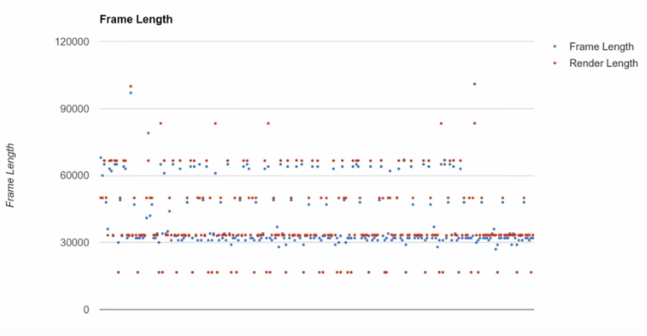 Frame Length
120000
90000
60000
30000
0
Frame Length
Frame Length
Render Length